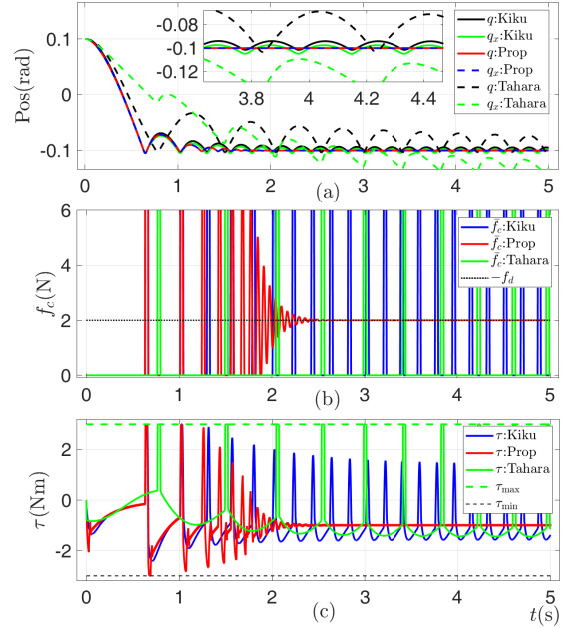 -0.08
-0.1
-0.12
3.8 4 4.2 4.4
q:Kiku
q_x:Kiku
q:Prop
q_x:Prop
q:Tahara
q_x:Tahara
Pos(rad)
0.1
0
-0.1
0 1 2 3 4 5
(a)
f̄_c:Kiku
f̄_c:Prop
f̄_c:Tahara
−f_d
f_c(N)
6
4
2
0
0 1 2 3 4 5
(b)
τ:Kiku
τ:Prop
τ:Tahara
τ_max
τ_min
τ(Nm)
2
0
-2
0 1 2 3 4 5
(c)
t(s)